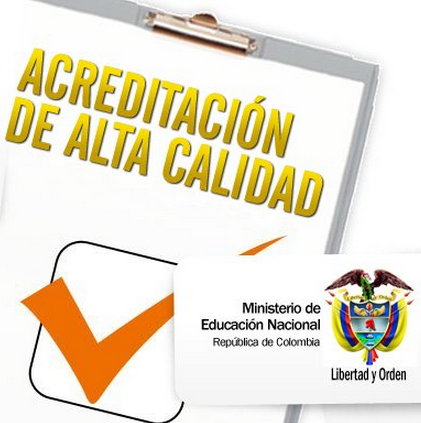 ACREDITACIÓN
DE ALTA CALIDAD
Ministerio de
Educación Nacional
República de Colombia
Libertad y Orden